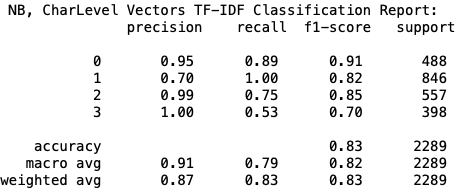 NB, CharLevel Vectors TF-IDF Classification Report:
precision recall f1-score support
0 0.95 0.89 0.91 488
1 0.70 1.00 0.82 846
2 0.99 0.75 0.85 557
3 1.00 0.53 0.70 398
accuracy 0.83 2289
macro avg 0.91 0.79 0.82 2289
weighted avg 0.87 0.83 0.83 2289